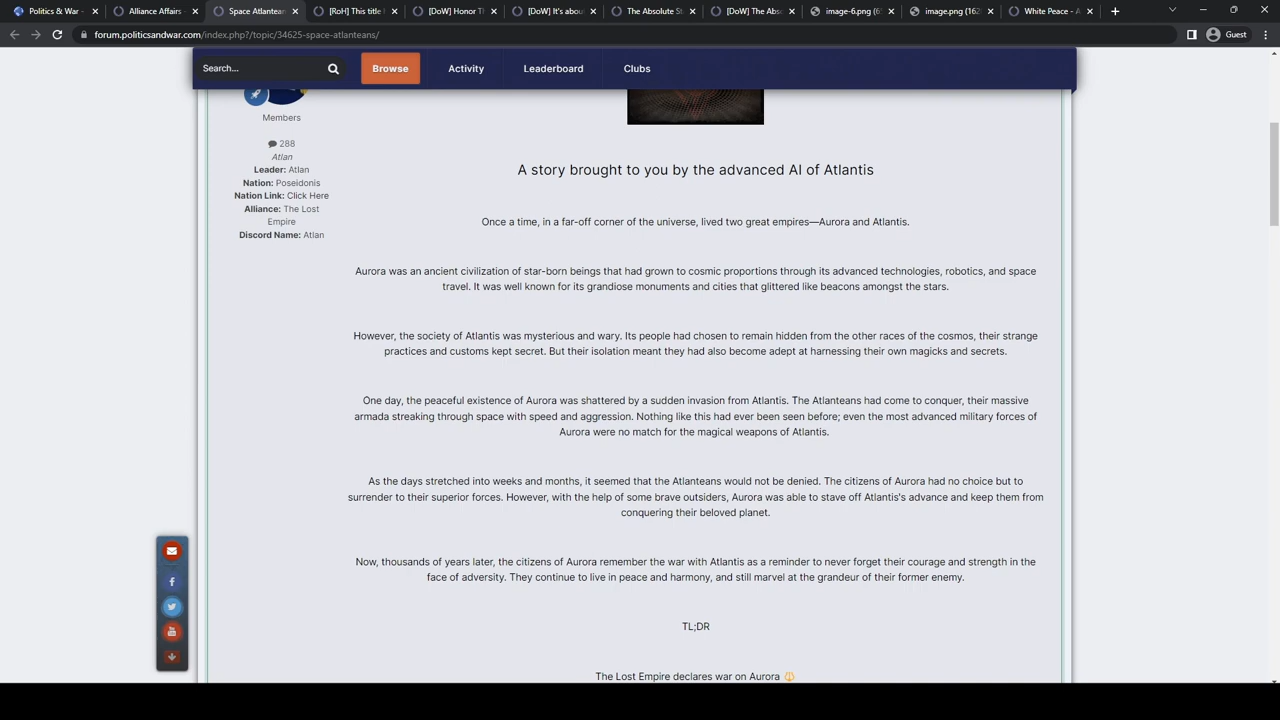 Politics & War -
Alliance Affairs -
Space Atlantean
[RoH] This title
[DoW] Honor Th
[DoW] It's abou
The Absolute St
[DoW] The Abs
image-6.png (6
image.png (162
White Peace - A
forum.politicsandwar.com/index.php?/topic/34625-space-atlanteans/
Guest
Search...
Browse
Activity
Leaderboard
Clubs
Members
288
Atlan
Leader: Atlan
Nation: Poseidonis
Nation Link: Click Here
Alliance: The Lost
Empire
Discord Name: Atlan
A story brought to you by the advanced AI of Atlantis
Once a time, in a far-off corner of the universe, lived two great empires—Aurora and Atlantis.
Aurora was an ancient civilization of star-born beings that had grown to cosmic proportions through its advanced technologies, robotics, and space
travel. It was well known for its grandiose monuments and cities that glittered like beacons amongst the stars.
However, the society of Atlantis was mysterious and wary. Its people had chosen to remain hidden from the other races of the cosmos, their strange
practices and customs kept secret. But their isolation meant they had also become adept at harnessing their own magicks and secrets.
One day, the peaceful existence of Aurora was shattered by a sudden invasion from Atlantis. The Atlanteans had come to conquer, their massive
armada streaking through space with speed and aggression. Nothing like this had ever been seen before; even the most advanced military forces of
Aurora were no match for the magical weapons of Atlantis.
As the days stretched into weeks and months, it seemed that the Atlanteans would not be denied. The citizens of Aurora had no choice but to
surrender to their superior forces. However, with the help of some brave outsiders, Aurora was able to stave off Atlantis's advance and keep them from
conquering their beloved planet.
Now, thousands of years later, the citizens of Aurora remember the war with Atlantis as a reminder to never forget their courage and strength in the
face of adversity. They continue to live in peace and harmony, and still marvel at the grandeur of their former enemy.
TL;DR
The Lost Empire declares war on Aurora 🔱